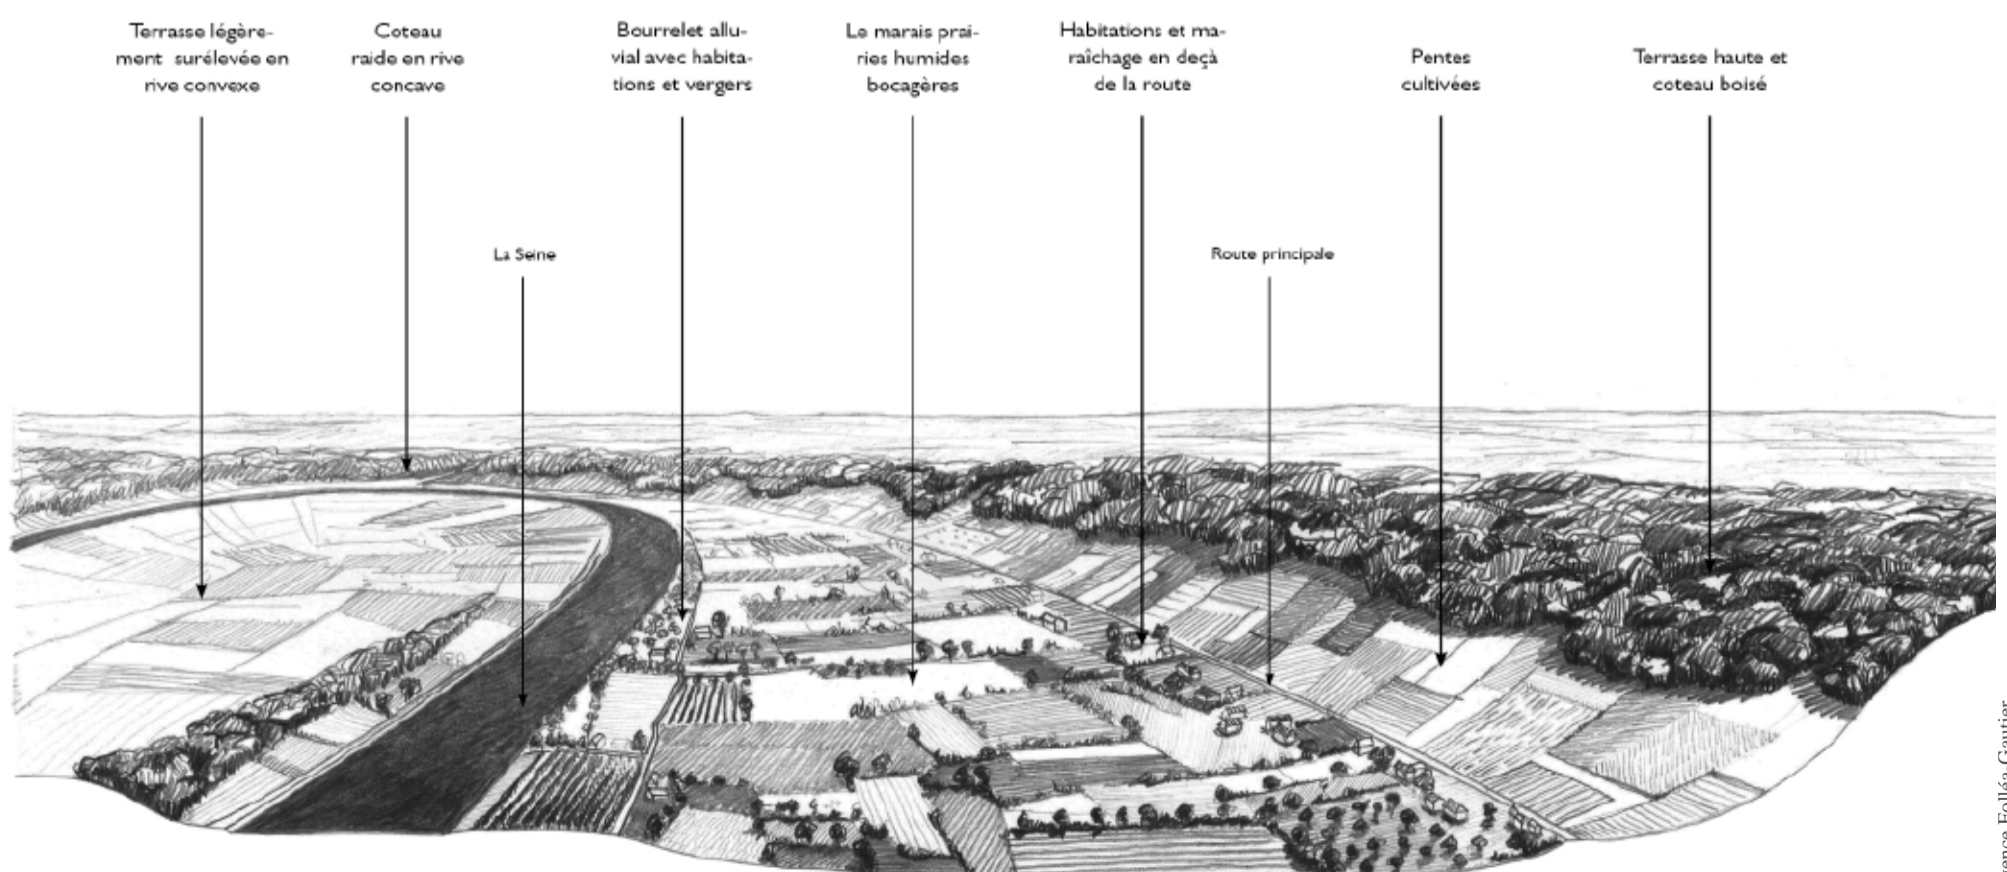 Terrasse légère-
ment surélevée en
rive convexe
Coteau
raide en rive
concave
Bourrelet allu-
vial avec habita-
tions et vergers
Le marais prai-
ries humides
bocagères
Habitations et ma-
raîchage en deçà
de la route
Pentes
cultivées
Terrasse haute et
coteau boisé
La Seine
Route principale
Folléa-Gautier